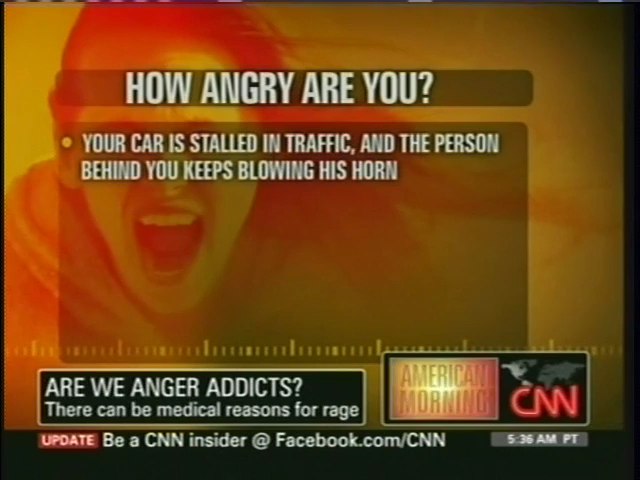 HOW ANGRY ARE YOU?
• YOUR CAR IS STALLED IN TRAFFIC, AND THE PERSON
BEHIND YOU KEEPS BLOWING HIS HORN
ARE WE ANGER ADDICTS?
There can be medical reasons for rage
AMERICAN
MORNING
CNN
UPDATE Be a CNN insider @ Facebook.com/CNN
5:36 AM PT